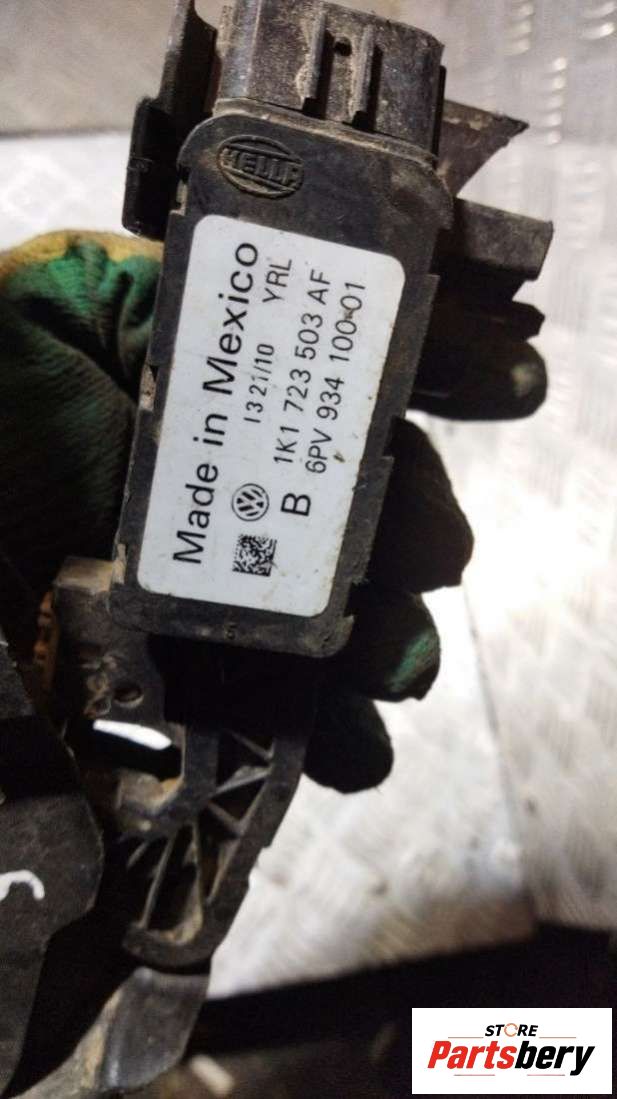 HELLA
Made in Mexico
1321/10 YRL
1K1 723 503 AF
B 6PV 934 100-01
STORE
Partsbery